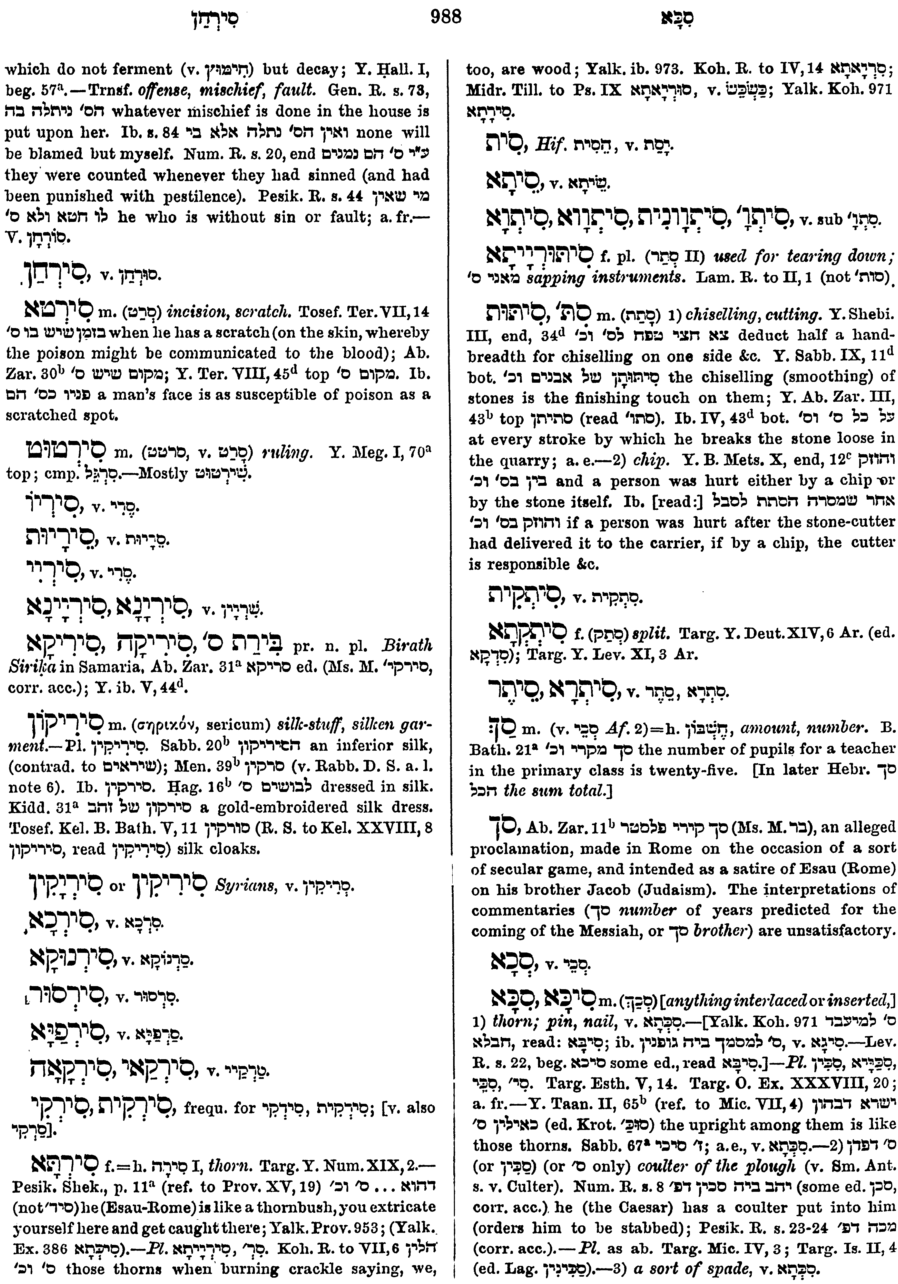 סִירְחַן 988 סִכָּא
which do not ferment (v. חִימּוּץ) but decay; Y. Ḥall. I,
beg. 57ᵃ.—Trnsf. offense, mischief, fault. Gen. R. s. 73,
הס' ניתלה בה whatever mischief is done in the house is
put upon her. Ib. s. 84 ואין הס' נתלה אלא בי none will
be blamed but myself. Num. R. s. 20, end ע"י ס' הם נמנים
they were counted whenever they had sinned (and had
been punished with pestilence). Pesik. R. s. 44 מי שאין
לו חטא ולא ס' he who is without sin or fault; a. fr.—
V. סוֹרְחָן.
סִירְחַן, v. סוּרְחַן.
סִירְטָא m. (סָרַט) incision, scratch. Tosef. Ter. VII, 14
בזמן שיש בו ס' when he has a scratch (on the skin, whereby
the poison might be communicated to the blood); Ab.
Zar. 30ᵇ מקום שיש ס'; Y. Ter. VIII, 45ᵈ top מקום ס'. Ib.
פניו כס' הם a man's face is as susceptible of poison as a
scratched spot.
סִירְטוּט m. (סרטט, v. סָרַט) ruling. Y. Meg. I, 70ᵃ
top; cmp. סַרְגֵּל.—Mostly שִׁירְטוּט.
סִירְיוֹ, v. סֶרִי.
סֵירָיוּת, v. סֵרָיוּת.
סִירְיֵי, v. סֶרִי.
סִירְיָנָא, סִירְיָינָא, v. שִׁרְיָין.
סִירִיקָא, סִירִיקָה, בִּירַת ס' pr. n. pl. Birath
Siriḳa in Samaria, Ab. Zar. 31ᵃ סריקא ed. (Ms. M. סירקי',
corr. acc.); Y. ib. V, 44ᵈ.
סִירִיקוֹן m. (σηρικόν, sericum) silk-stuff, silken gar-
ment.—Pl. סִירִיקִין. Sabb. 20ᵇ הסיריקון an inferior silk,
(contrad. to שיראים); Men. 39ᵇ סרקין (v. Rabb. D. S. a. l.
note 6). Ib. סירקין. Ḥag. 16ᵇ לבושים ס' dressed in silk.
Kidd. 31ᵃ סירקון של זהב a gold-embroidered silk dress.
Tosef. Kel. B. Bath. V, 11 סורקין (R. S. to Kel. XXVIII, 8
סיריקון, read סִירִיקִין) silk cloaks.
סִירְיָקִין or סִירִיקִין Syrians, v. סְרִיקִין.
סִירְכָא, v. סִרְכָא.
סִירְנוּקָא, v. סַרְנוֹקָא.
סִירְסוּר, v. סִרְסוּר.
סִירְפַיָּא, v. סִרְפַיָּא.
סִירְקַאי, סִירְקָאָה, v. טַרְקַיי.
סִירְקִית, סִירְקִי, frequ. for סִידְקִית, סִידְקִי; [v. also
סָרְקִי].
סִירְתָּא f.=h. סִירָה I, thorn. Targ. Y. Num. XIX, 2.—
Pesik. Shek., p. 11ᵃ (ref. to Prov. XV, 19) דהוא ... ס' וכ'
(not סיר'ד') he (Esau-Rome) is like a thornbush, you extricate
yourself here and get caught there; Yalk. Prov. 953; (Yalk.
Ex. 386 סִיכְּתָא).—Pl. סִירְיָיתָא, סִר'. Koh. R. to VII, 6 הלין
ס' וכ' those thorns when burning crackle saying, we,
too, are wood; Yalk. ib. 973. Koh. R. to IV, 14 סִרְיָאתָא;
Midr. Till. to Ps. IX סוּרְיָאתָא, v. כַּשְׁכֵּשׁ; Yalk. Koh. 971
סִירָתָא.
סִית, Hif. הֵסִית, v. יָסַת.
סֵיתָא, v. שֵׁיתָא.
סִיתְוָא, סִיתְוָוא, סִיתְוָונִית, סִיתְוָ', v. sub סִתְוָ'.
סִיתּוּרְיָיתָא f. pl. (סְתַר II) used for tearing down;
מאני ס' sapping instruments. Lam. R. to II, 1 (not סות').
סִיתּוּת, סִתּ' m. (סָתַת) 1) chiselling, cutting. Y. Shebi.
III, end, 34ᵈ צא חצי טפח לס' וכ' deduct half a hand-
breadth for chiselling on one side &c. Y. Sabb. IX, 11ᵈ
bot. סִיתּוּתָן של אבנים וכ' the chiselling (smoothing) of
stones is the finishing touch on them; Y. Ab. Zar. III,
43ᵇ top סתיתן (read סתו'). Ib. IV, 43ᵈ bot. על כל ס' וס'
at every stroke by which he breaks the stone loose in
the quarry; a. e.—2) chip. Y. B. Mets. X, end, 12ᶜ והוזק
בין בס' וכ' and a person was hurt either by a chip or
by the stone itself. Ib. [read:] אחר שמסרה הסתת לסבל
והוזק בס' וכ' if a person was hurt after the stone-cutter
had delivered it to the carrier, if by a chip, the cutter
is responsible &c.
סִיתְקִית, v. סִתְקִית.
סִיתְקְתָא f. (סְתַק) split. Targ. Y. Deut. XIV, 6 Ar. (ed.
סִדְקָא); Targ. Y. Lev. XI, 3 Ar.
סִיתְרָא, סֵיתֶר, v. סִתְרָא, סֵתֶר.
סַךְ m. (v. סְכֵי Af. 2)=h. חֶשְׁבּוֹן, amount, number. B.
Bath. 21ᵃ סך מקרי וכ' the number of pupils for a teacher
in the primary class is twenty-five. [In later Hebr. סך
הכל the sum total.]
סַךְ, Ab. Zar. 11ᵇ סך קירי פלסטר (Ms. M. בר), an alleged
proclamation, made in Rome on the occasion of a sort
of secular game, and intended as a satire of Esau (Rome)
on his brother Jacob (Judaism). The interpretations of
commentaries (סך number of years predicted for the
coming of the Messiah, or סך brother) are unsatisfactory.
סְכָא, v. סְכֵי.
סִיכָּא, סִכָּא m. (סָכַךְ) [anything interlaced or inserted,]
1) thorn; pin, nail, v. סִכְּתָא.—[Yalk. Koh. 971 ס' למיעבד
חבלא, read: סִיבָּא; ib. ס' למסמך ביה גופנין, v. סִיגָא.—Lev.
R. s. 22, beg. סיכא some ed., read סִיבָּא.]—Pl. סִכַּיָּיא, סִכִּין,
סִי', סִכֵּי. Targ. Esth. V, 14. Targ. O. Ex. XXXVIII, 20;
a. fr.—Y. Taan. II, 65ᵇ (ref. to Mic. VII, 4) ישרא דבהון
כאילין ס' (ed. Krot. סוּבַּ') the upright among them is like
those thorns. Sabb. 67ᵃ ז' סיכי; a. e., v. סִכְּתָא.—2) ס' דפדן
(or סַכִּין) (or ס' only) coulter of the plough (v. Sm. Ant.
s. v. Culter). Num. R. s. 8 יהב ביה סכין דפ' (some ed. סכן,
corr. acc.) he (the Caesar) has a coulter put into him
(orders him to be stabbed); Pesik. R. s. 23-24 מכה דפ'
(corr. acc.).—Pl. as ab. Targ. Mic. IV, 3; Targ. Is. II, 4
(ed. Lag. סַכִּינִין).—3) a sort of spade, v. סִכְּתָא.